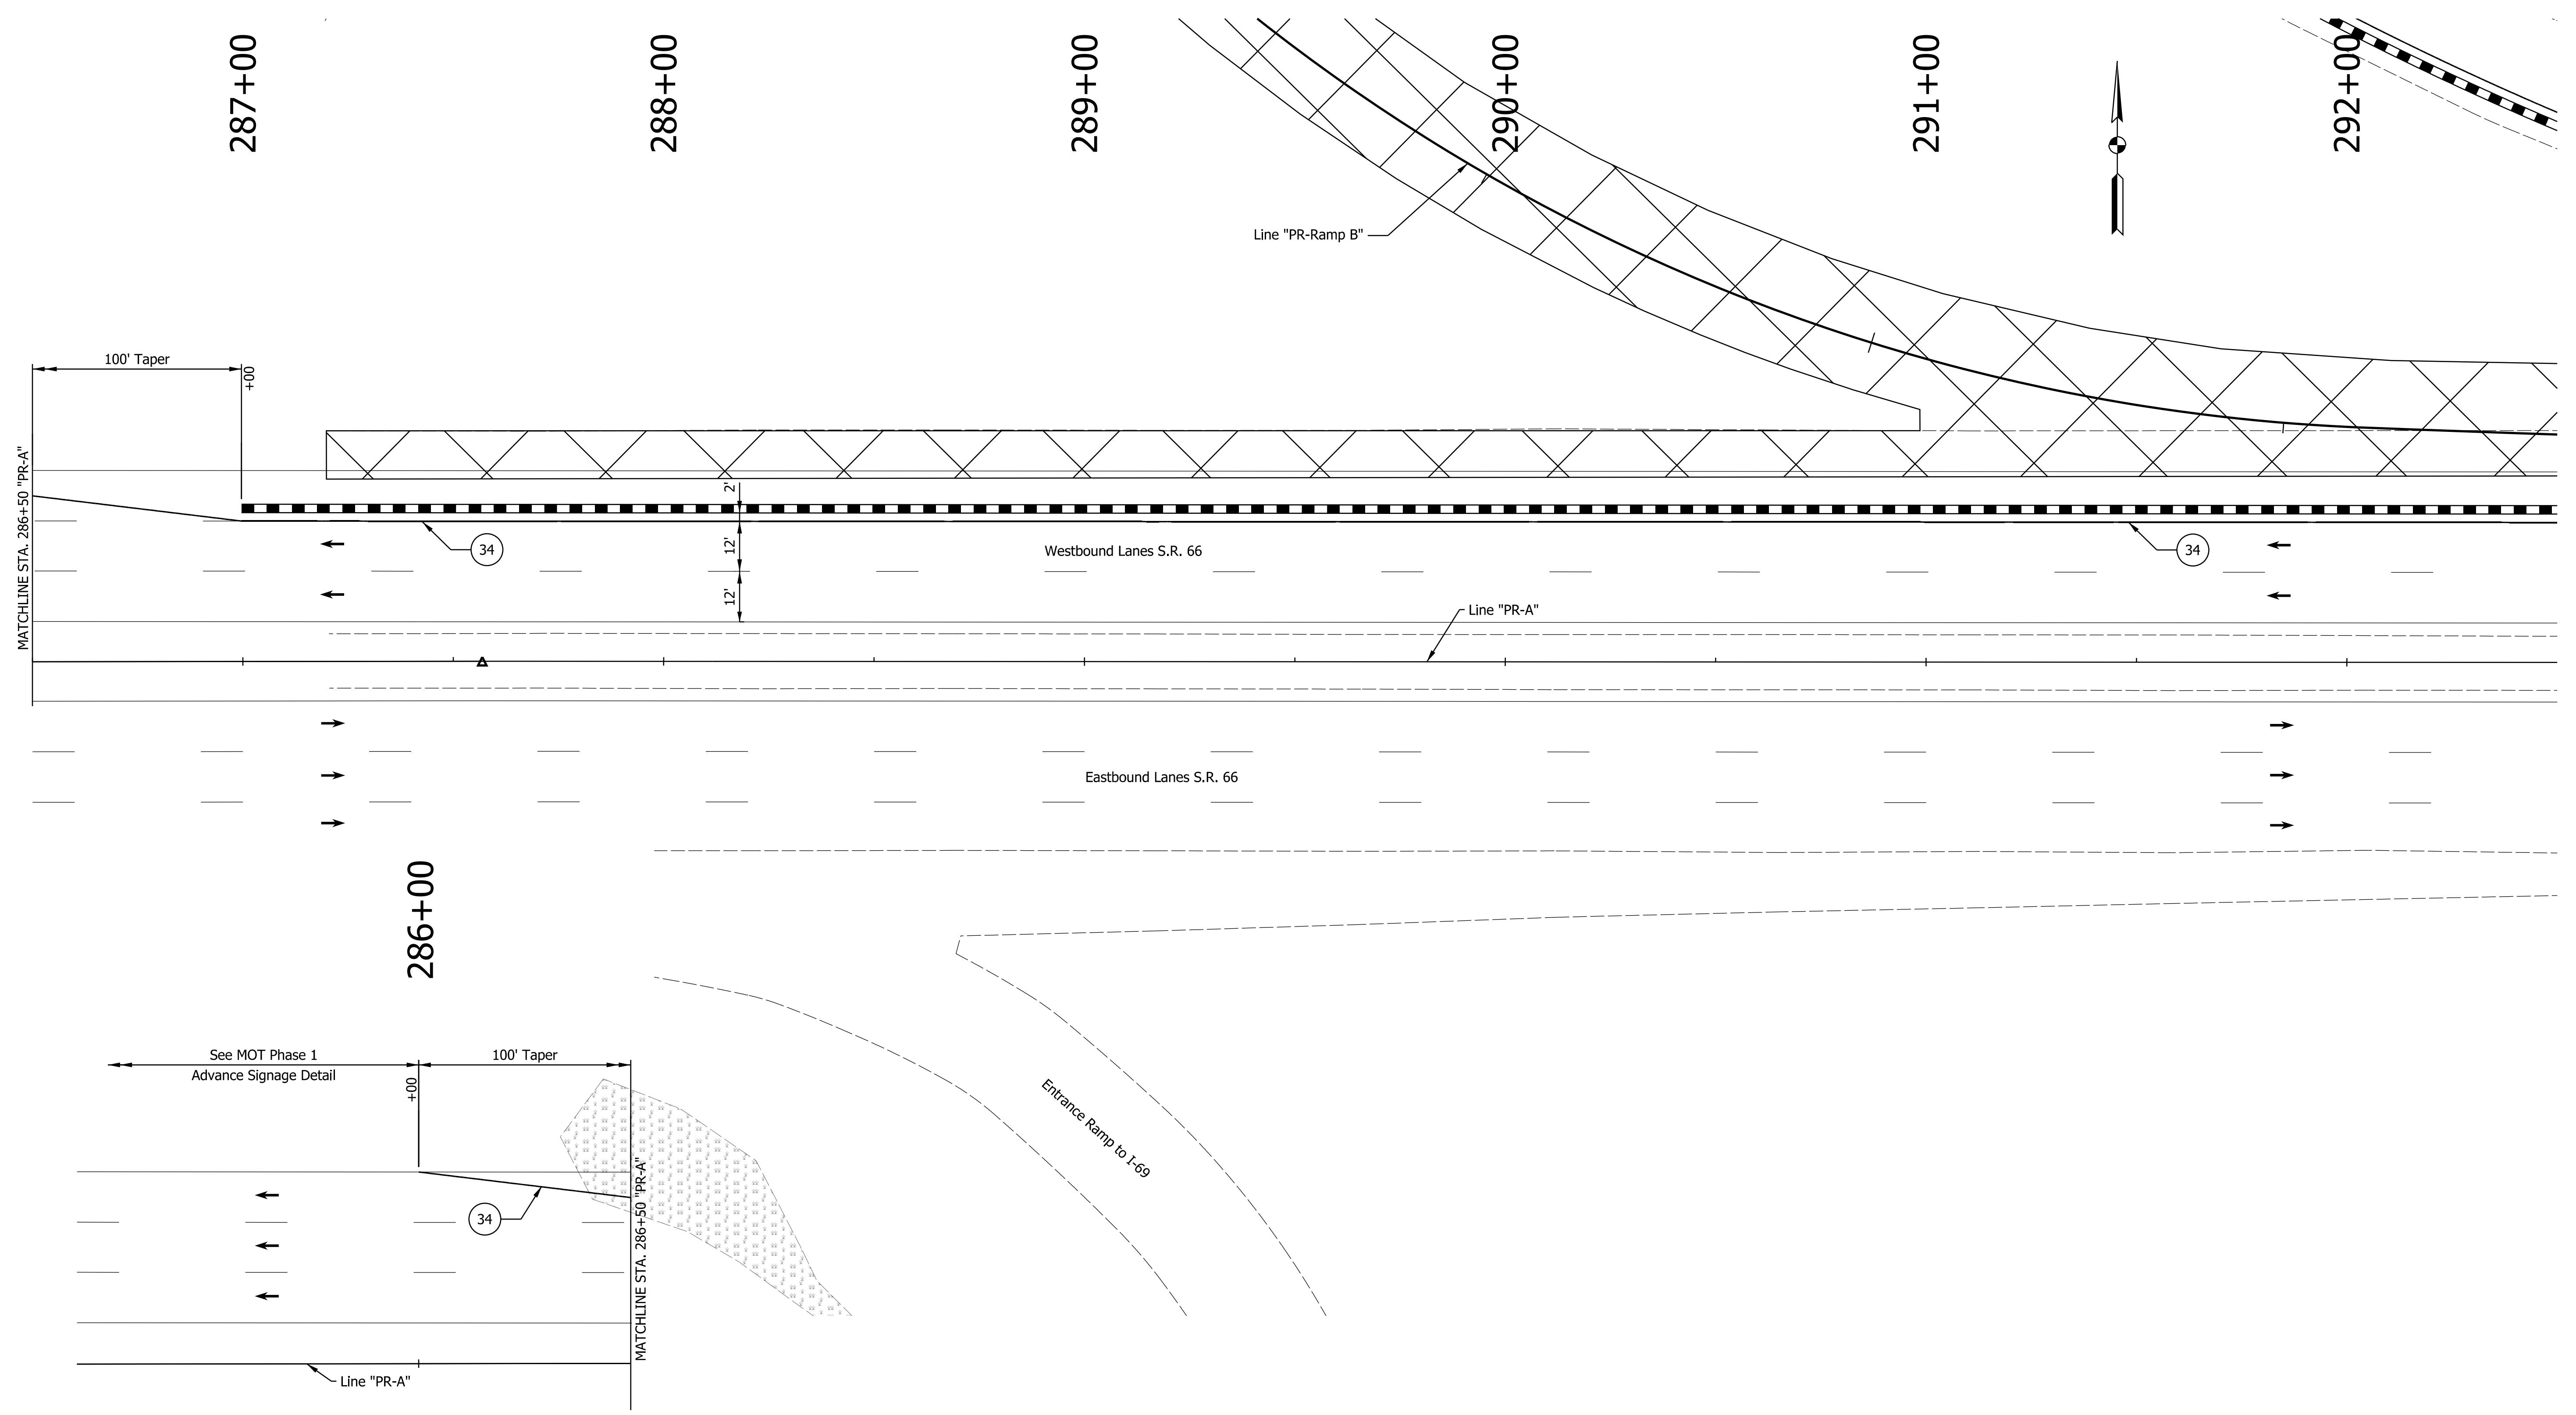 287+00
288+00
289+00
290+00
291+00
292+00
Line "PR-Ramp B"
100' Taper
+00
MATCHLINE STA. 286+50 "PR-A"
2'
12'
12'
34
Westbound Lanes S.R. 66
34
Line "PR-A"
Eastbound Lanes S.R. 66
286+00
See MOT Phase 1
Advance Signage Detail
100' Taper
+00
34
MATCHLINE STA. 286+50 "PR-A"
Line "PR-A"
Entrance Ramp to I-69